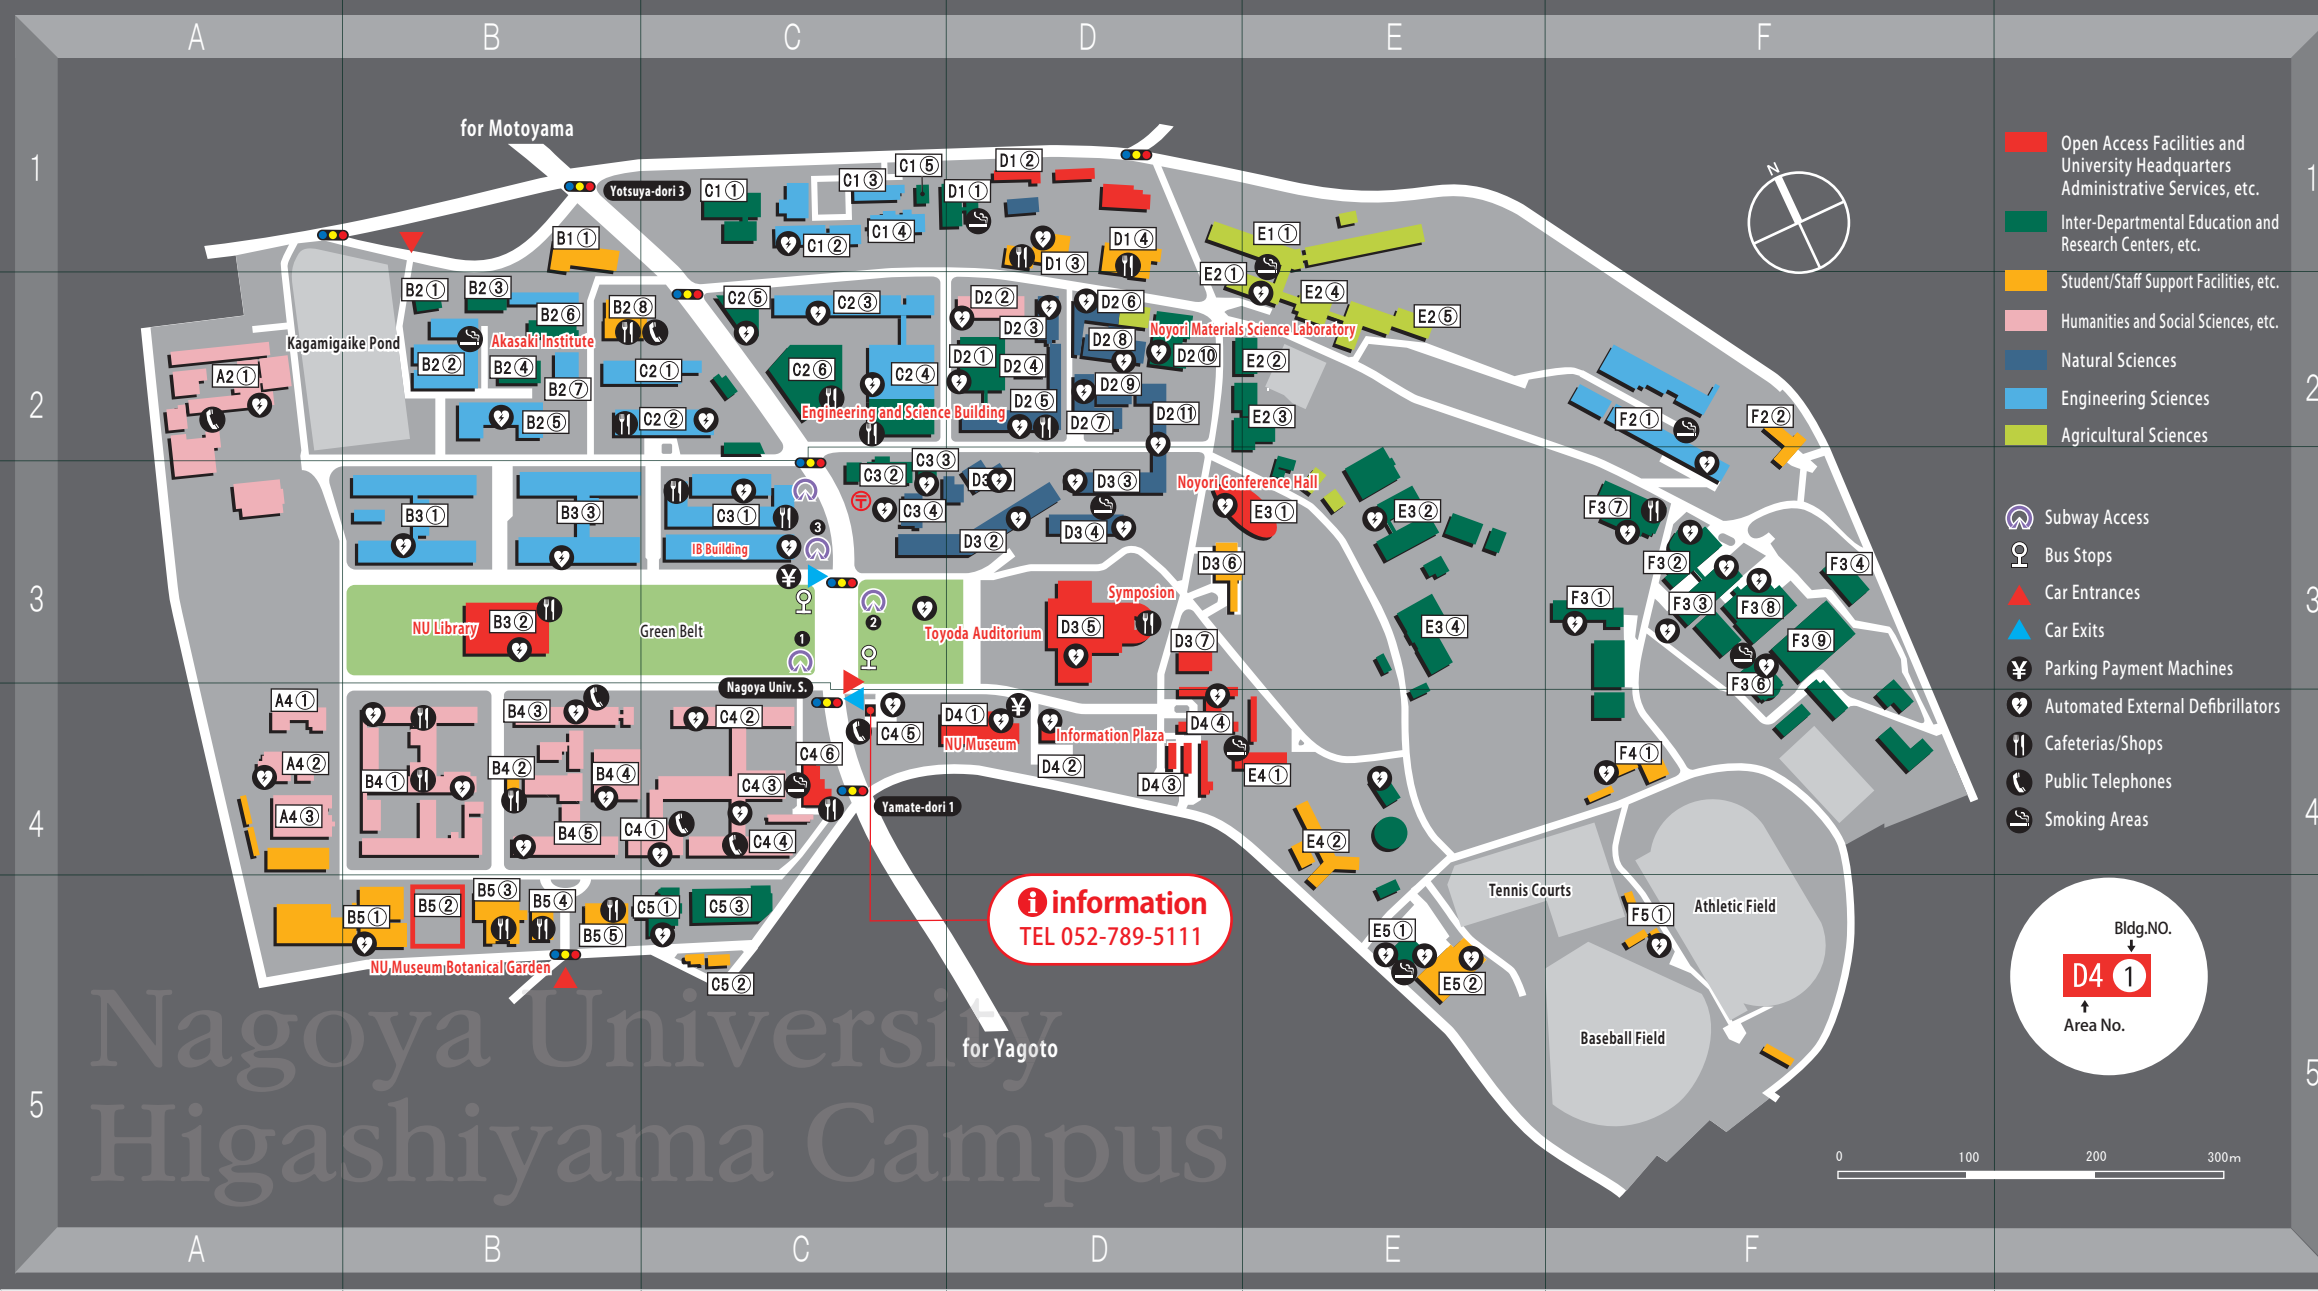 A B C D E F
1
for Motoyama
Yotsuya-dori 3
C1① C1③ C1⑤ D1① D1②
C1② C1④ D1③ D1④ E1①
B1①
Open Access Facilities and
University Headquarters
Administrative Services, etc.
Inter-Departmental Education and
Research Centers, etc.
Student/Staff Support Facilities, etc.
Humanities and Social Sciences, etc.
Natural Sciences
Engineering Sciences
Agricultural Sciences
N
1
2
B2① B2③ B2⑥ B2⑧ C2⑤ C2③ D2② D2③ D2⑥ E2① E2④ E2⑤
Kagamigaike Pond
Akasaki Institute
Noyori Materials Science Laboratory
A2① B2② B2④ B2⑦ C2① C2⑥ C2④ D2① D2④ D2⑧ D2⑩ E2②
B2⑤ C2② D2⑤ D2⑨ D2⑦ D2⑪ E2③ F2① F2②
Engineering and Science Building
2
3
B3① B3③ C3① C3② C3③ C3④ D3 D3③ D3② D3④ E3① E3② F3⑦
IB Building
Noyori Conference Hall
3
D3⑥ F3② F3④
NU Library
B3②
Green Belt
1
2
Toyoda Auditorium
Symposion
D3⑤ D3⑦ E3④ F3① F3③ F3⑧ F3⑨ F3⑥
Nagoya Univ. S.
3
Subway Access
Bus Stops
Car Entrances
Car Exits
¥ Parking Payment Machines
Automated External Defibrillators
Cafeterias/Shops
Public Telephones
Smoking Areas
4
A4① B4③ C4② C4⑤ D4① D4④
¥
¥
NU Museum
Information Plaza
A4② B4① B4② B4④ C4③ C4⑥ D4② D4③ E4① F4①
A4③ B4⑤ C4① C4④ E4②
Yamate-dori 1
4
B5① B5② B5③ B5④ B5⑤ C5① C5③
NU Museum Botanical Garden
C5②
i information
TEL 052-789-5111
Tennis Courts
Athletic Field
F5①
E5① E5②
Baseball Field
for Yagoto
Bldg.NO.
D4 1
Area No.
5
5
Nagoya University
Higashiyama Campus
0 100 200 300m
A B C D E F